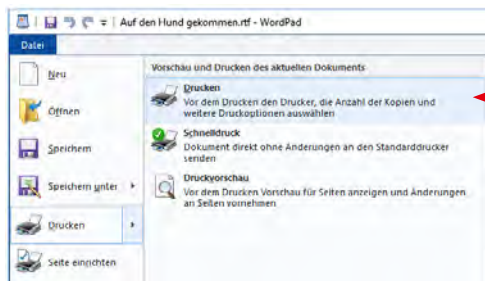 Auf den Hund gekommen.rtf - WordPad
Datei
Neu
Öffnen
Speichern
Speichern unter
Drucken
Seite einrichten
Vorschau und Drucken des aktuellen Dokuments
Drucken
Vor dem Drucken den Drucker, die Anzahl der Kopien und
weitere Druckoptionen auswählen
Schnelldruck
Dokument direkt ohne Änderungen an den Standarddrucker
senden
Druckvorschau
Vor dem Drucken Vorschau für Seiten anzeigen und Änderungen
an Seiten vornehmen